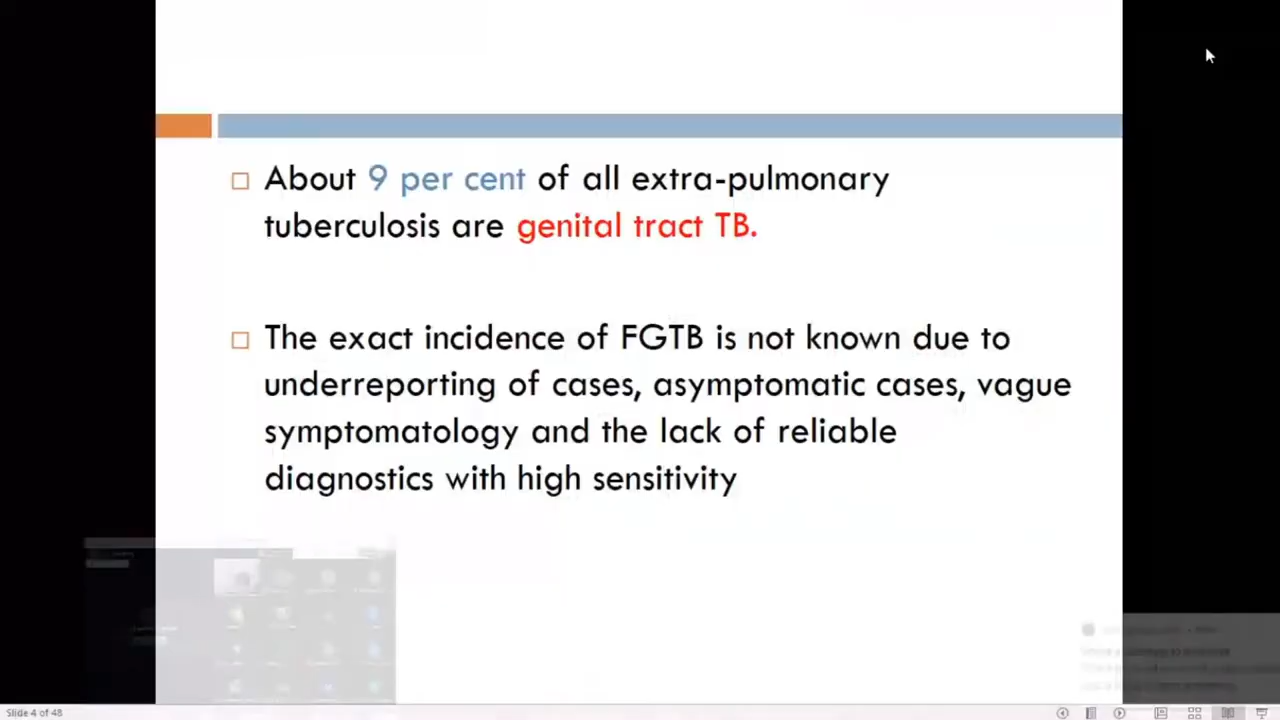 About 9 per cent of all extra-pulmonary
tuberculosis are genital tract TB.
The exact incidence of FGTB is not known due to
underreporting of cases, asymptomatic cases, vague
symptomatology and the lack of reliable
diagnostics with high sensitivity
Slide 4 of 48